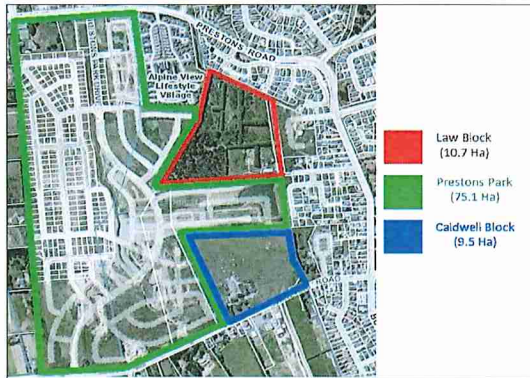 PRESTONS ROAD
Alpine View
Lifestyle
Village
Law Block
(10.7 Ha)
Prestons Park
(75.1 Ha)
Caldwell Block
(9.5 Ha)
ROAD